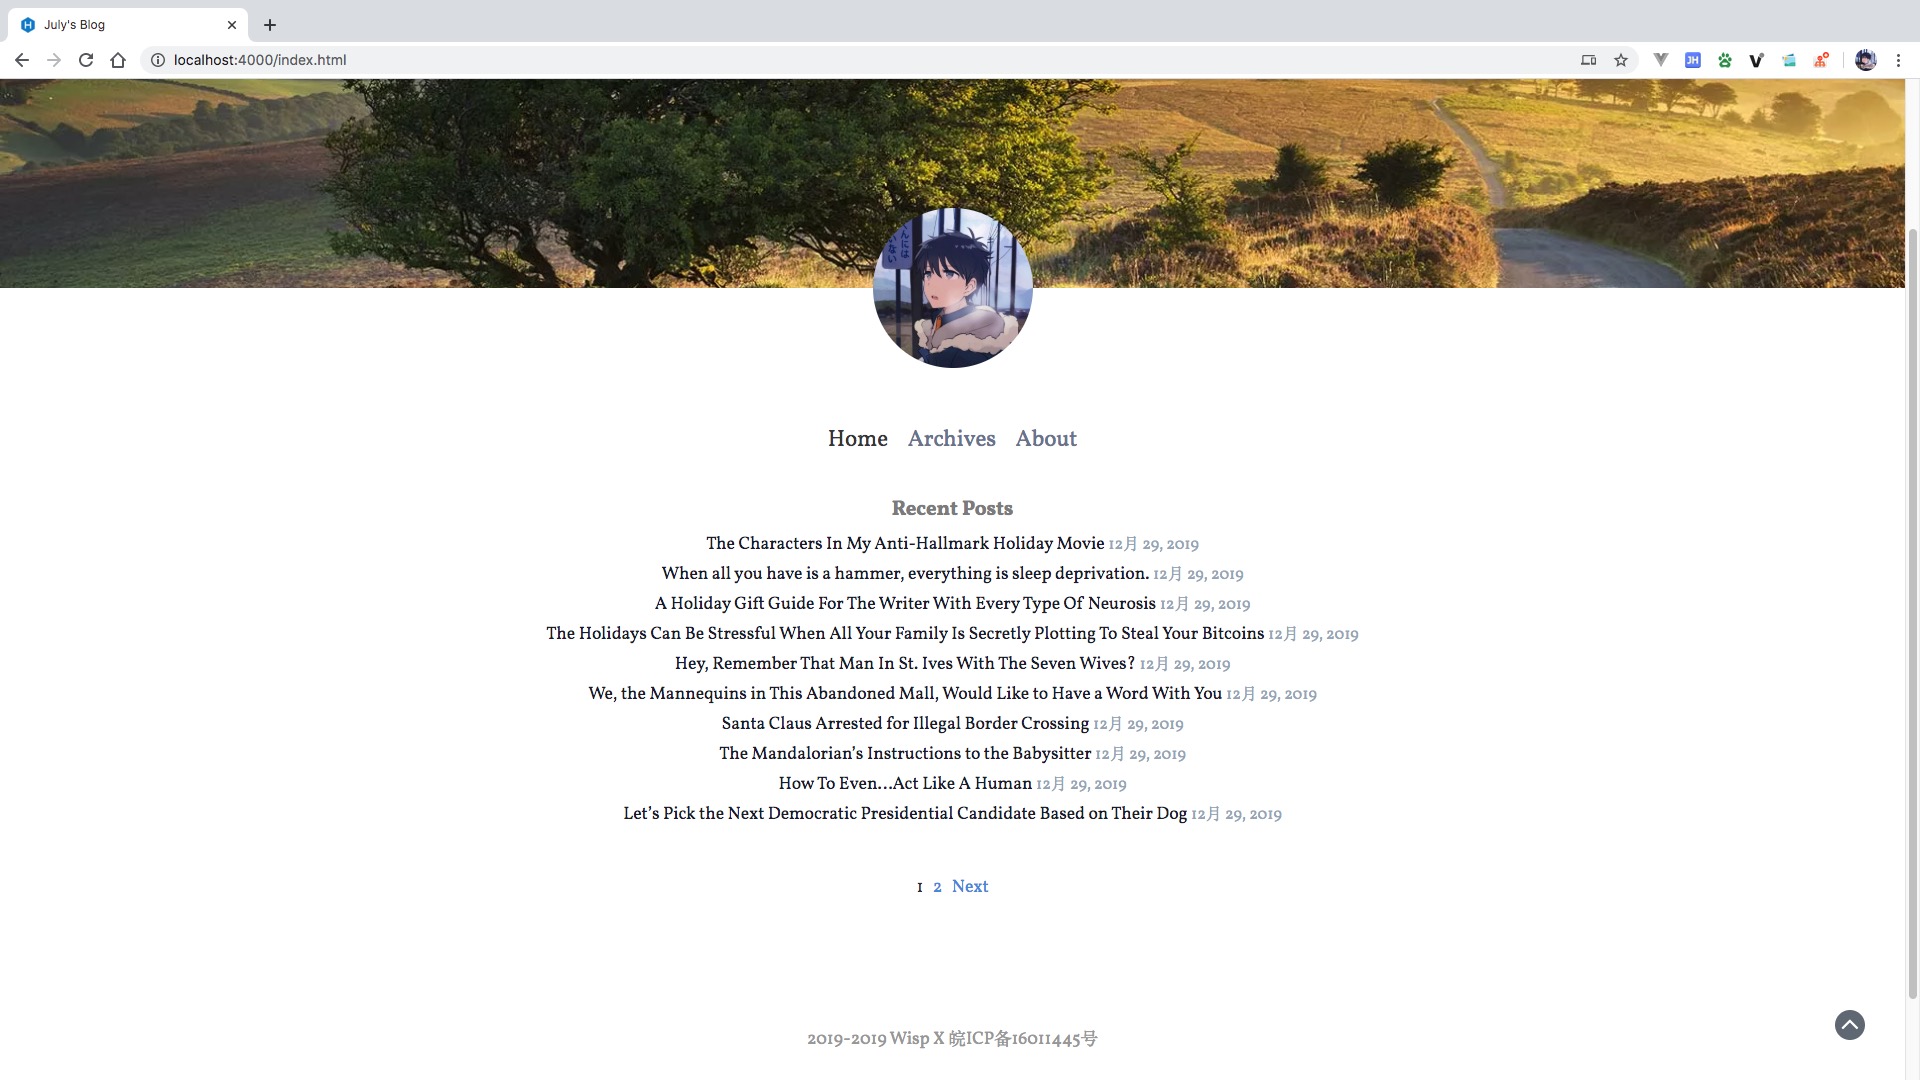 July's Blog
localhost:4000/index.html
JH
んには
いない
Home Archives About
Recent Posts
The Characters In My Anti-Hallmark Holiday Movie 12月 29, 2019
When all you have is a hammer, everything is sleep deprivation. 12月 29, 2019
A Holiday Gift Guide For The Writer With Every Type Of Neurosis 12月 29, 2019
The Holidays Can Be Stressful When All Your Family Is Secretly Plotting To Steal Your Bitcoins 12月 29, 2019
Hey, Remember That Man In St. Ives With The Seven Wives? 12月 29, 2019
We, the Mannequins in This Abandoned Mall, Would Like to Have a Word With You 12月 29, 2019
Santa Claus Arrested for Illegal Border Crossing 12月 29, 2019
The Mandalorian’s Instructions to the Babysitter 12月 29, 2019
How To Even…Act Like A Human 12月 29, 2019
Let’s Pick the Next Democratic Presidential Candidate Based on Their Dog 12月 29, 2019
1 2 Next
2019-2019 Wisp X 皖ICP备16011445号